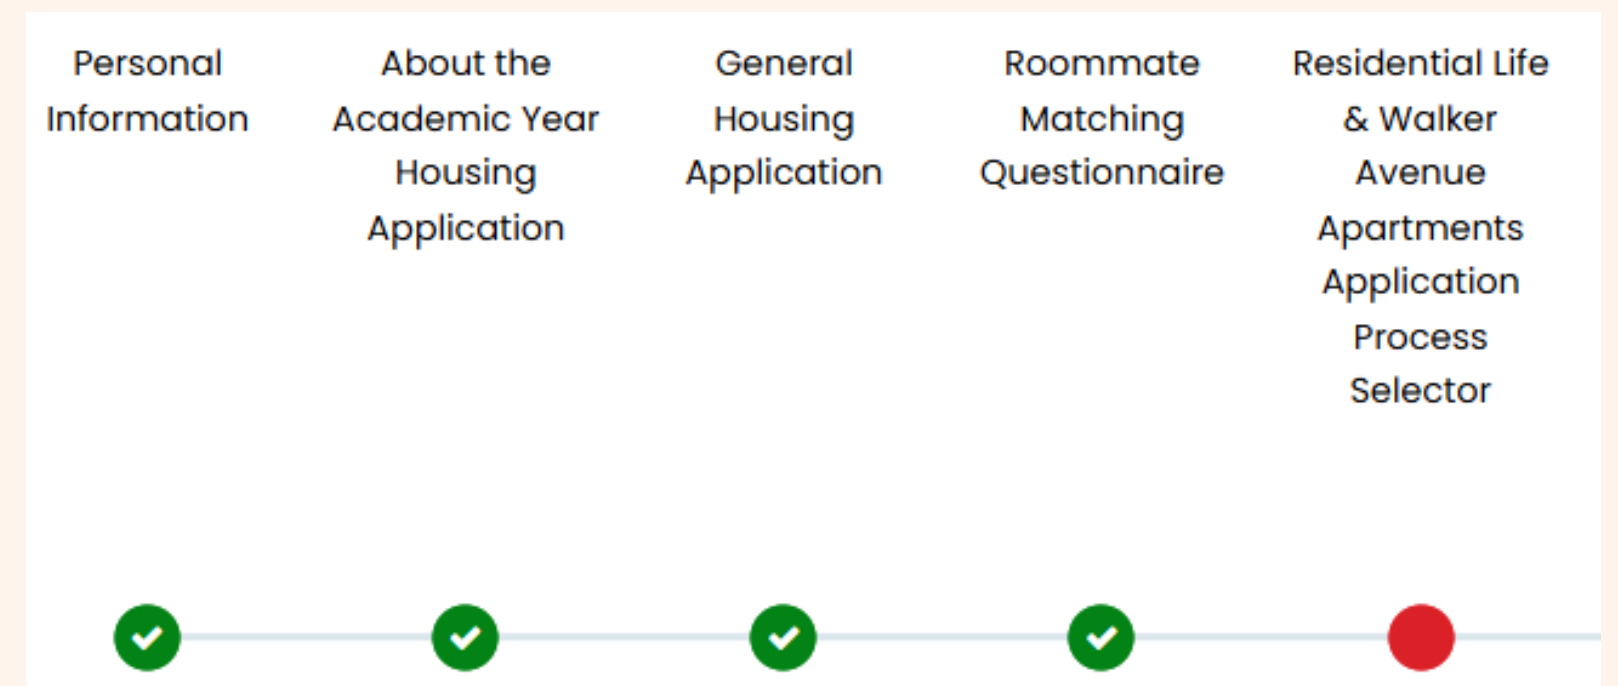 Personal
Information
About the
Academic Year
Housing
Application
General
Housing
Application
Roommate
Matching
Questionnaire
Residential Life
& Walker
Avenue
Apartments
Application
Process
Selector